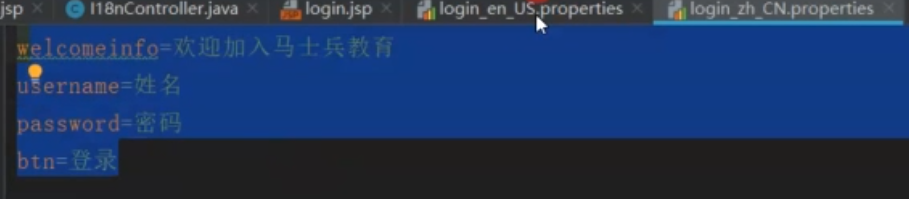 jsp I18nController.java login.jsp login_en_US.properties login_zh_CN.properties
welcomeinfo=欢迎加入马士兵教育
username=姓名
password=密码
btn=登录